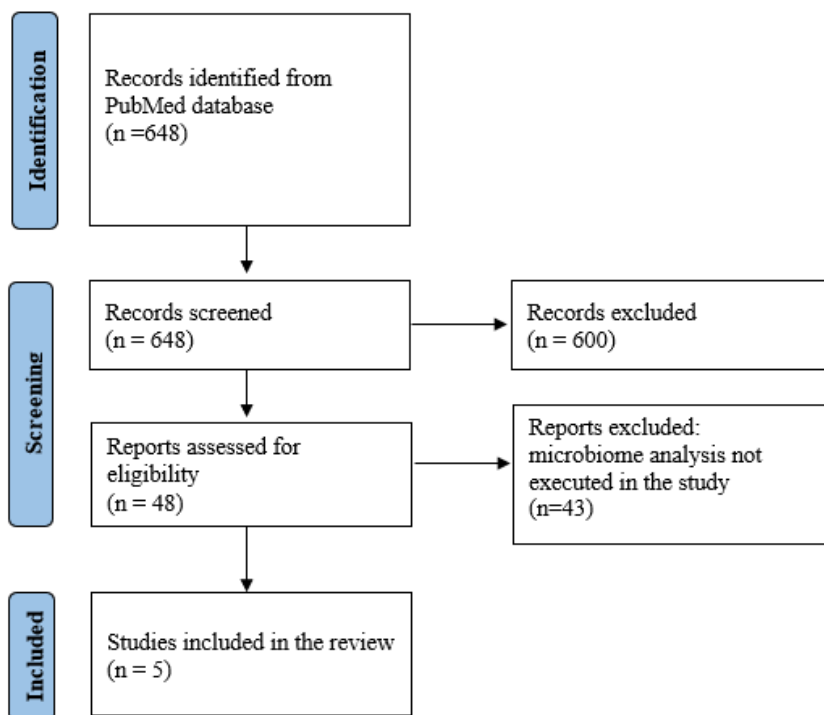 Identification
Records identified from
PubMed database
(n =648)
Screening
Records screened
(n = 648)
Records excluded
(n = 600)
Reports assessed for
eligibility
(n = 48)
Reports excluded:
microbiome analysis not
executed in the study
(n=43)
Included
Studies included in the review
(n = 5)